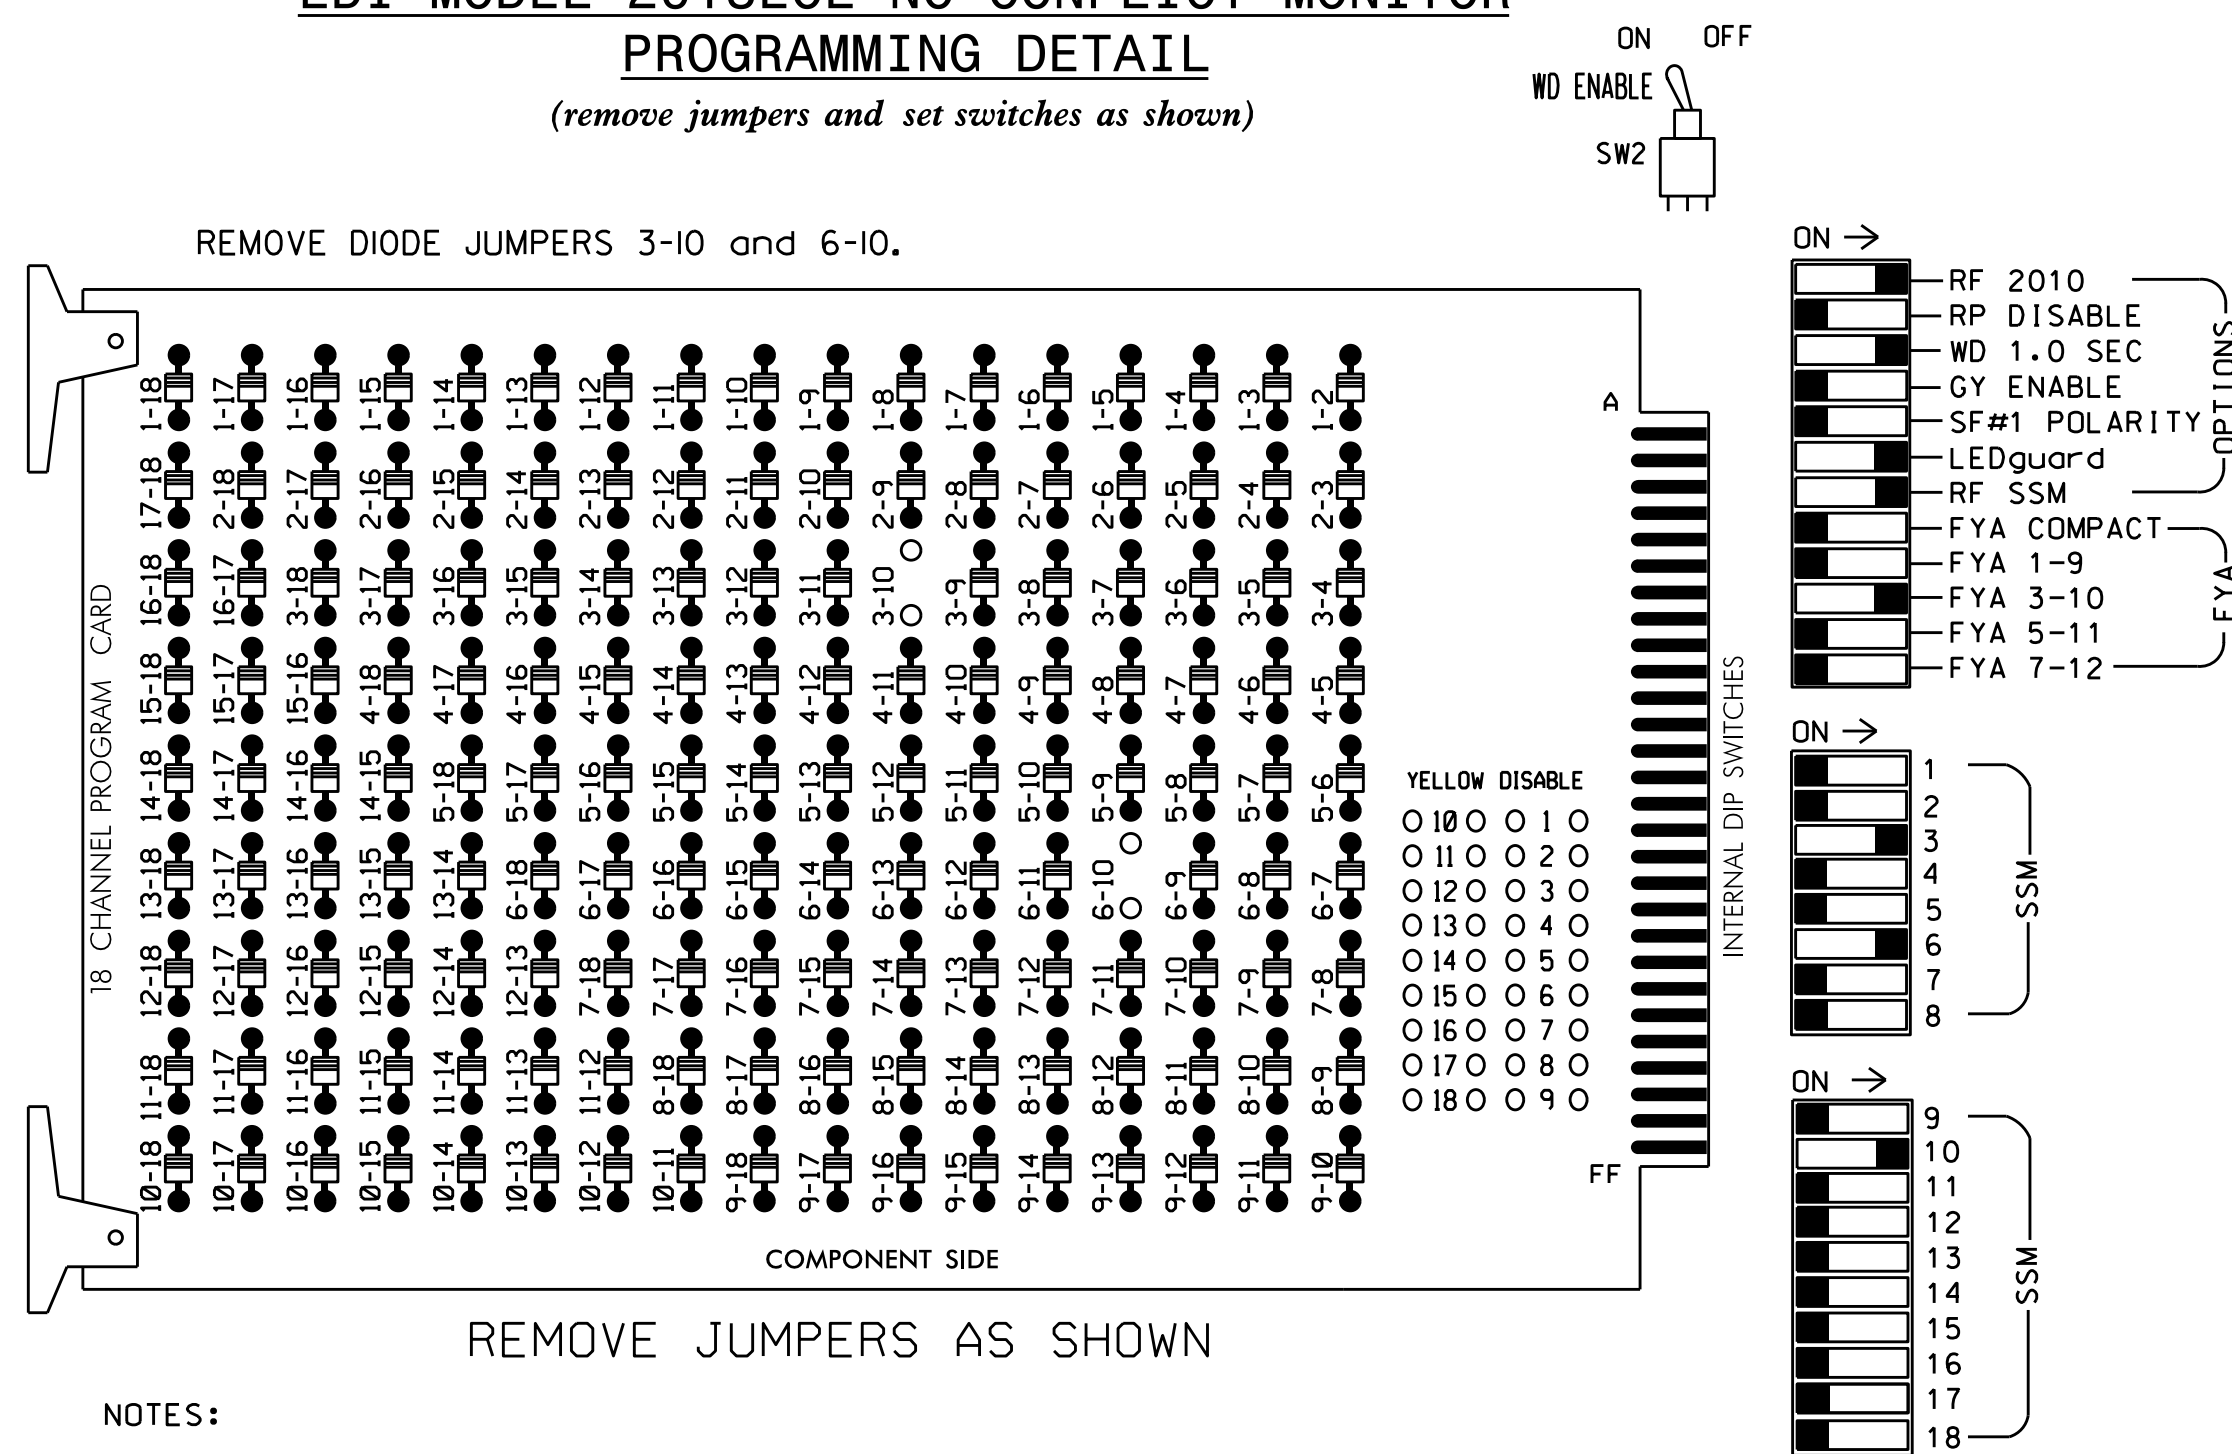 PROGRAMMING DETAIL
(remove jumpers and set switches as shown)
ON OFF
WD ENABLE
SW2
REMOVE DIODE JUMPERS 3-10 and 6-10.
1-18 1-17 1-16 1-15 1-14 1-13 1-12 1-11 1-10 1-9 1-8 1-7 1-6 1-5 1-4 1-3 1-2
17-18 2-18 2-17 2-16 2-15 2-14 2-13 2-12 2-11 2-10 2-9 2-8 2-7 2-6 2-5 2-4 2-3
16-18 16-17 3-18 3-17 3-16 3-15 3-14 3-13 3-12 3-11 3-10 3-9 3-8 3-7 3-6 3-5 3-4
15-18 15-17 15-16 4-18 4-17 4-16 4-15 4-14 4-13 4-12 4-11 4-10 4-9 4-8 4-7 4-6 4-5
14-18 14-17 14-16 14-15 5-18 5-17 5-16 5-15 5-14 5-13 5-12 5-11 5-10 5-9 5-8 5-7 5-6
13-18 13-17 13-16 13-15 13-14 6-18 6-17 6-16 6-15 6-14 6-13 6-12 6-11 6-10 6-9 6-8 6-7
12-18 12-17 12-16 12-15 12-14 12-13 7-18 7-17 7-16 7-15 7-14 7-13 7-12 7-11 7-10 7-9 7-8
11-18 11-17 11-16 11-15 11-14 11-13 11-12 8-18 8-17 8-16 8-15 8-14 8-13 8-12 8-11 8-10 8-9
10-18 10-17 10-16 10-15 10-14 10-13 10-12 10-11 9-18 9-17 9-16 9-15 9-14 9-13 9-12 9-11 9-10
18 CHANNEL PROGRAM CARD
A
YELLOW DISABLE
10 1
11 2
12 3
13 4
14 5
15 6
16 7
17 8
18 9
FF
COMPONENT SIDE
INTERNAL DIP SWITCHES
ON
RF 2010
RP DISABLE
WD 1.0 SEC
GY ENABLE
SF#1 POLARITY
LEDguard
RF SSM
OPTIONS
FYA COMPACT
FYA 1-9
FYA 3-10
FYA 5-11
FYA 7-12
FYA
ON
1
2
3
4
5
6
7
8
SSM
ON
9
10
11
12
13
14
15
16
17
18
SSM
REMOVE JUMPERS AS SHOWN
NOTES: